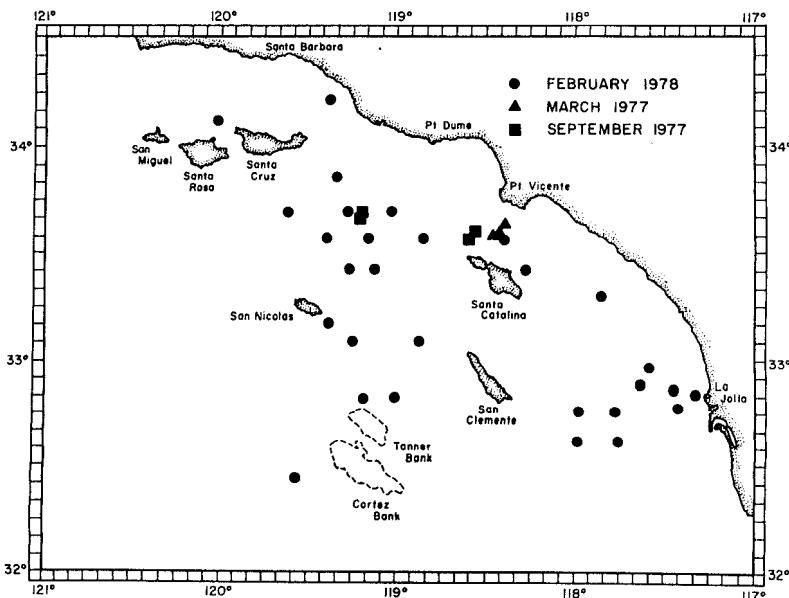 121° 120° 119° 118° 117°
Santa Barbara
FEBRUARY 1978
MARCH 1977
SEPTEMBER 1977
Pt Dume
34° 34°
San
Miguel
Santa
Rosa
Santa
Cruz
Pt. Vicente
Santa
Catalina
San Nicolas
33° 33°
La
Jolla
San
Clemente
Tanner
Bank
Cortez
Bank
32° 32°
121° 120° 119° 118° 117°